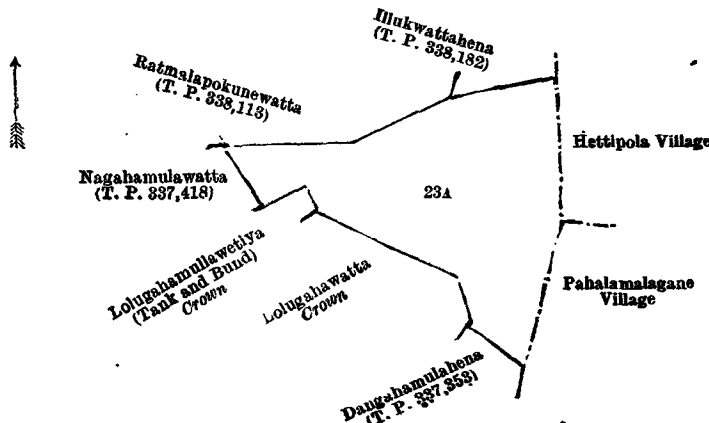 Illukwattahena
(T. P. 338,182)
Ratmalapokunewatta
(T. P. 338,113)
Hettipola Village
Nagahamulawatta
(T. P. 337,418)
23A
Lolugahamullawetiya
(Tank and Bund)
Crown
Lolugahawatta
Crown
Pahalamalagane
Village
Dangahamulahena
(T. P. 337,353)